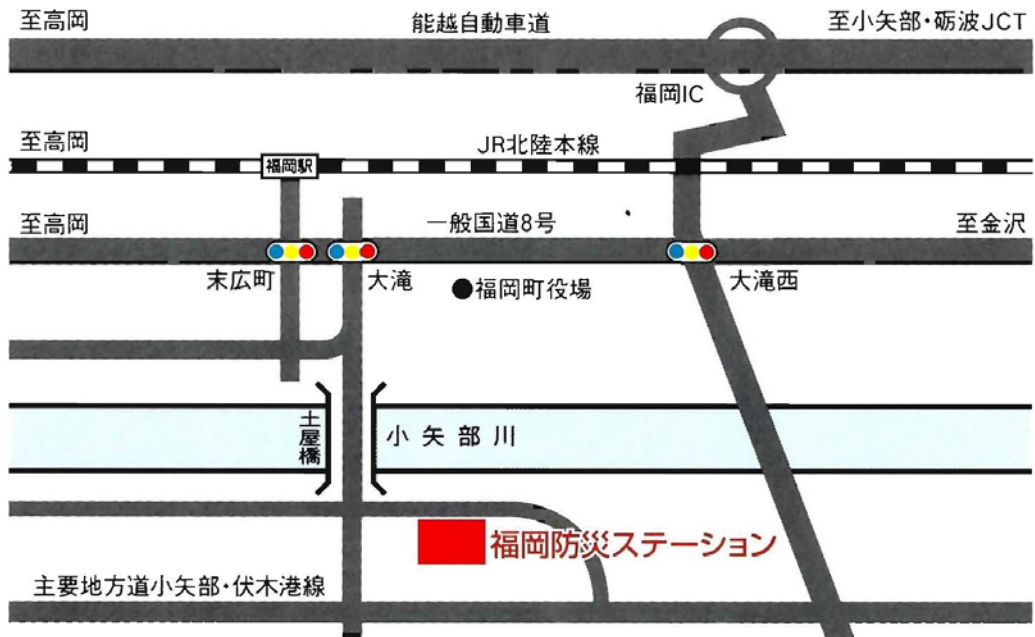 至高岡
能越自動車道
至小矢部・砺波JCT
福岡IC
至高岡
JR北陸本線
福岡駅
至高岡
一般国道8号
至金沢
末広町
大滝
大滝西
福岡町役場
土屋橋
小矢部川
福岡防災ステーション
主要地方道小矢部・伏木港線